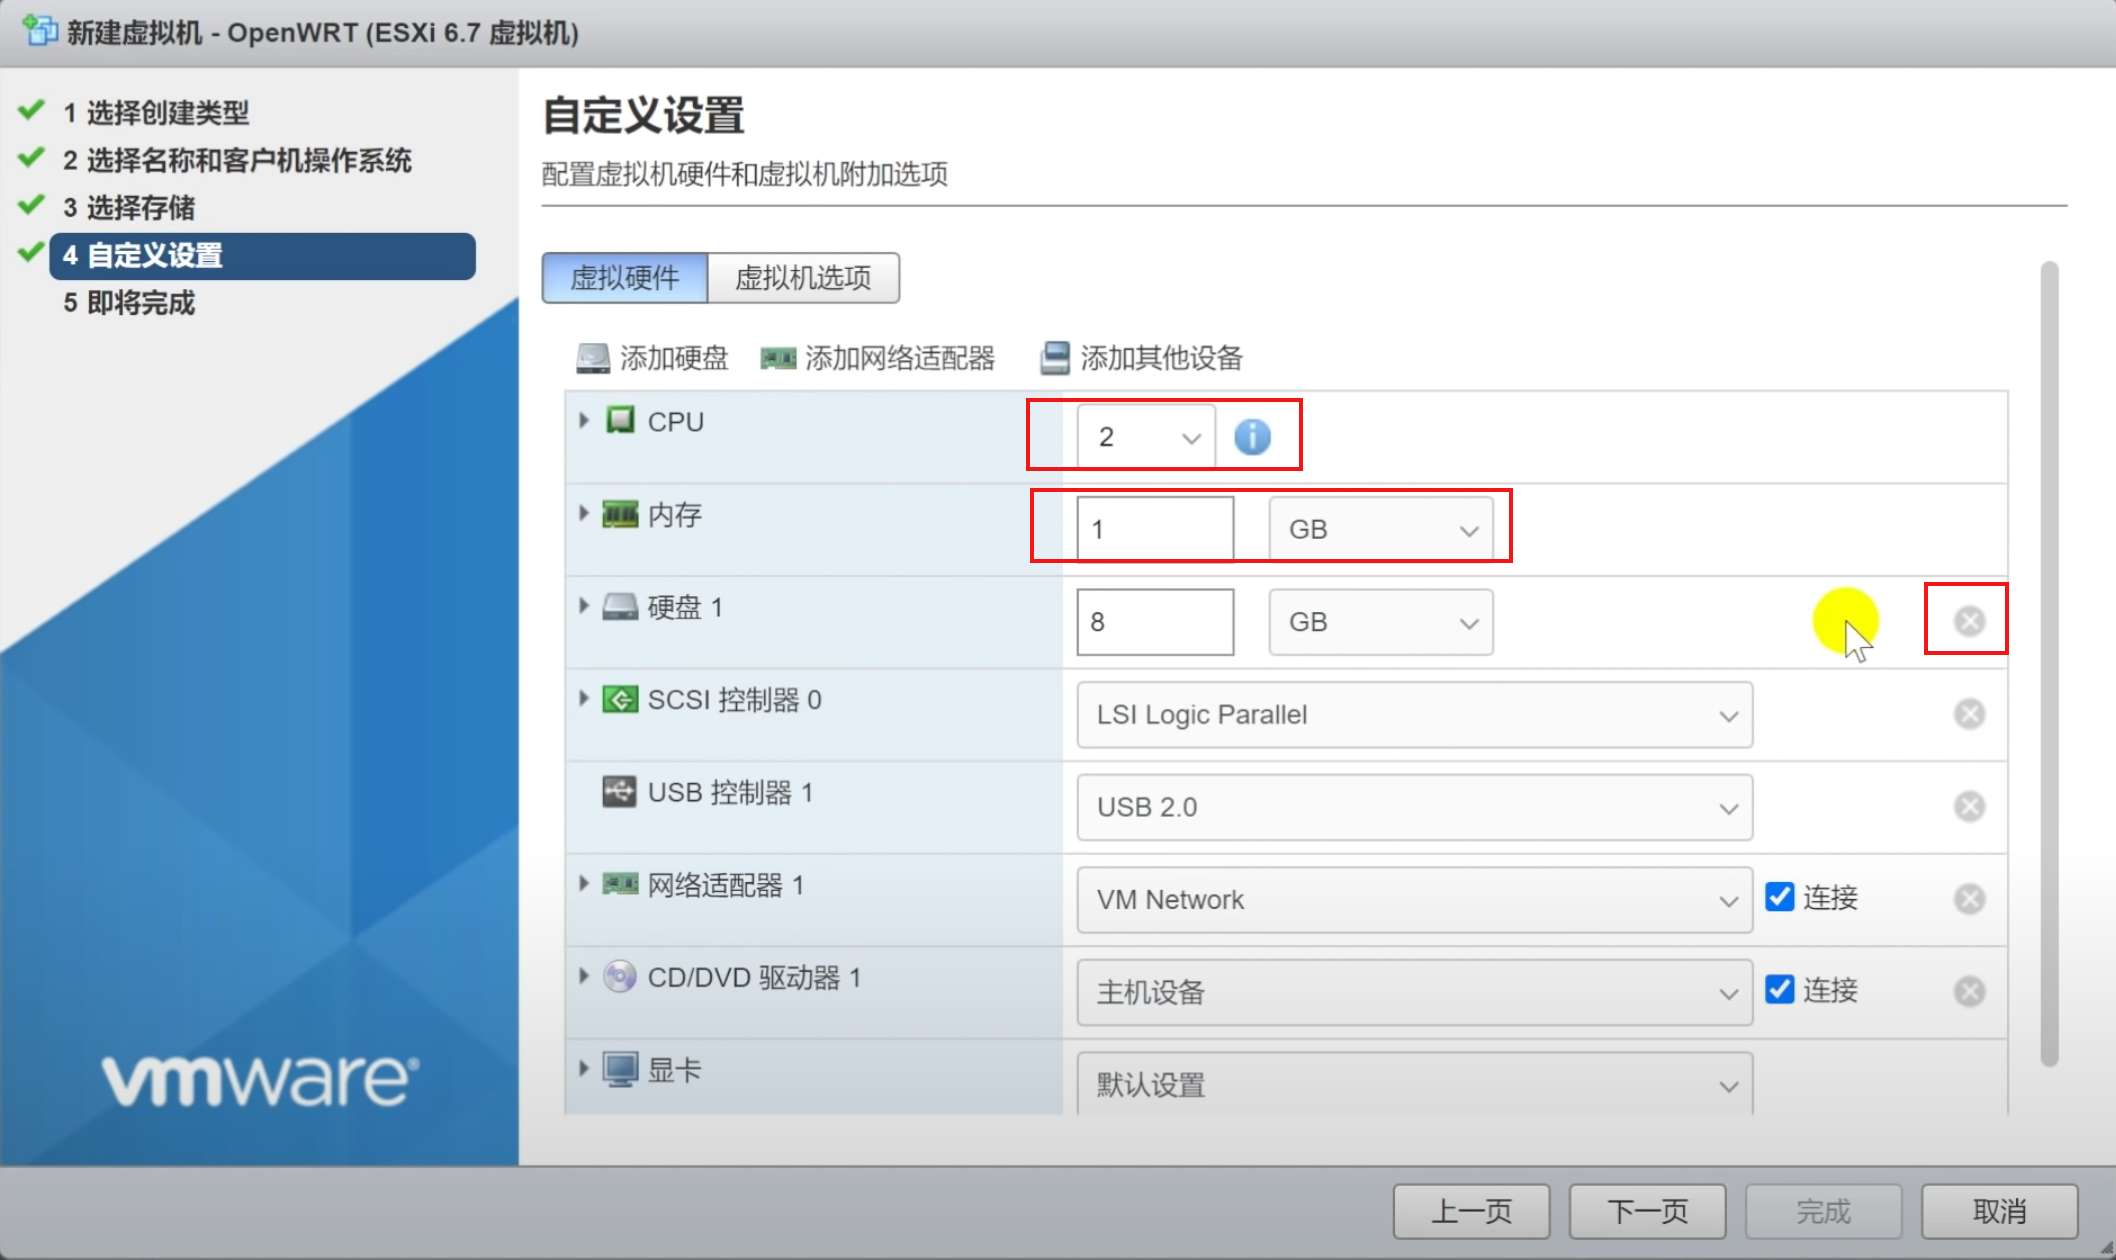 新建虚拟机 - OpenWRT (ESXi 6.7 虚拟机)
1 选择创建类型
2 选择名称和客户机操作系统
3 选择存储
4 自定义设置
5 即将完成
vmware®
自定义设置
配置虚拟机硬件和虚拟机附加选项
虚拟硬件 虚拟机选项
添加硬盘 添加网络适配器 添加其他设备
CPU 2
内存 1 GB
硬盘 1 8 GB
SCSI 控制器 0 LSI Logic Parallel
USB 控制器 1 USB 2.0
网络适配器 1 VM Network 连接
CD/DVD 驱动器 1 主机设备 连接
显卡 默认设置
上一页 下一页 完成 取消